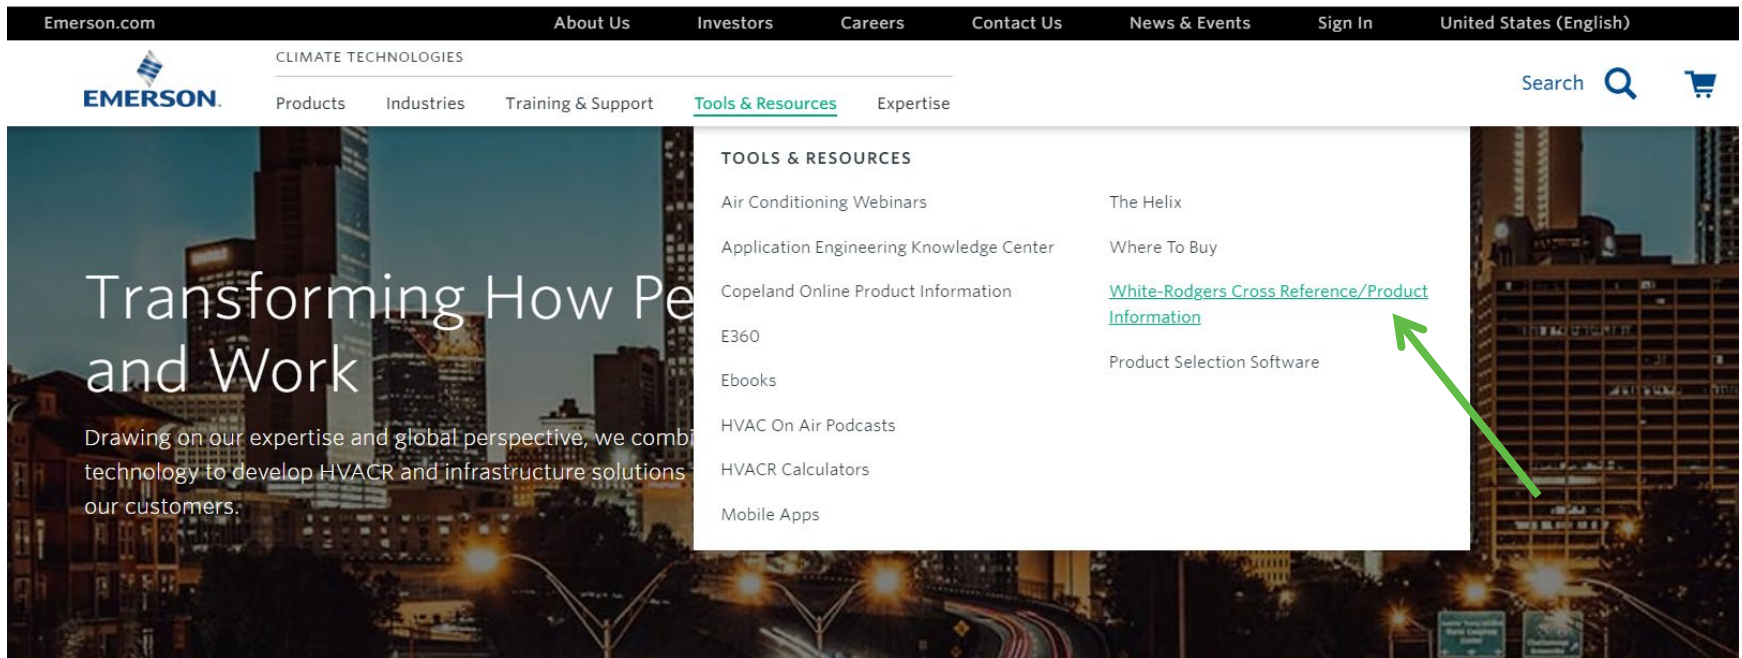 Emerson.com About Us Investors Careers Contact Us News & Events Sign In United States (English)
CLIMATE TECHNOLOGIES
EMERSON.
Products Industries Training & Support Tools & Resources Expertise
Search
TOOLS & RESOURCES
Air Conditioning Webinars
Application Engineering Knowledge Center
Copeland Online Product Information
E360
Ebooks
HVAC On Air Podcasts
HVACR Calculators
Mobile Apps
The Helix
Where To Buy
White-Rodgers Cross Reference/Product
Information
Product Selection Software
Transforming How Pe
and Work
Drawing on our expertise and global perspective, we combi
technology to develop HVACR and infrastructure solutions
our customers.